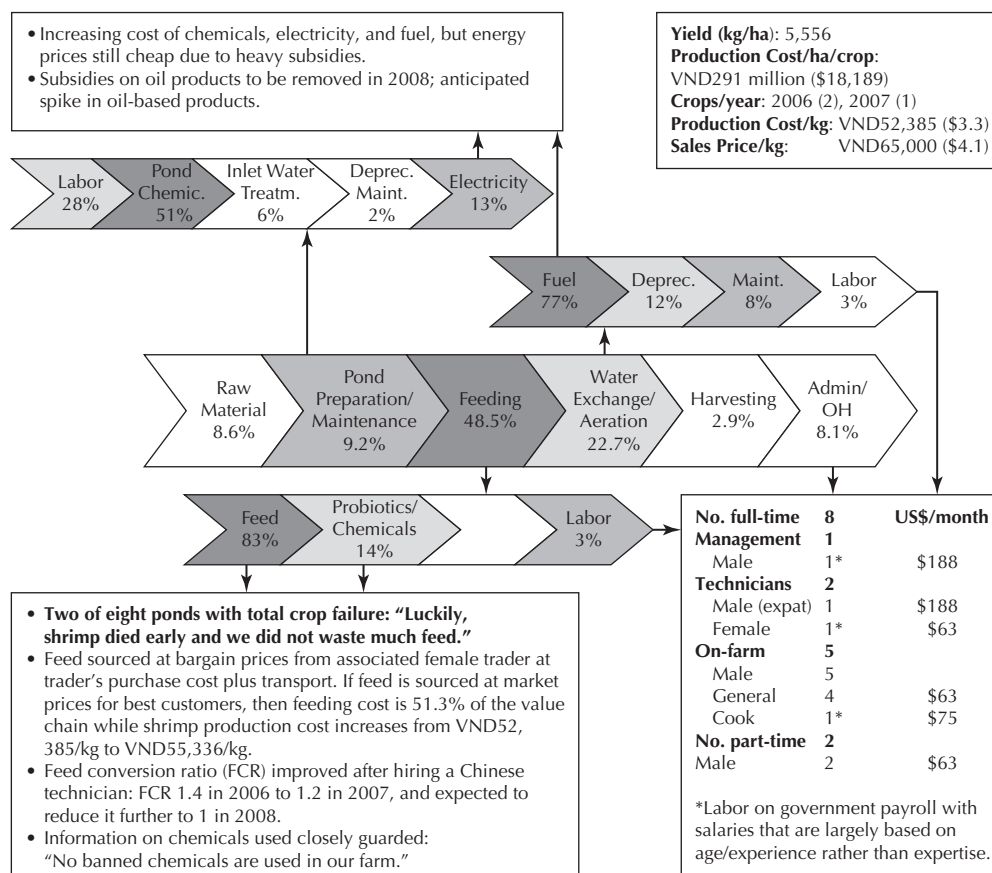 • Increasing cost of chemicals, electricity, and fuel, but energy
prices still cheap due to heavy subsidies.
• Subsidies on oil products to be removed in 2008; anticipated
spike in oil-based products.
Yield (kg/ha): 5,556
Production Cost/ha/crop:
VND291 million ($18,189)
Crops/year: 2006 (2), 2007 (1)
Production Cost/kg: VND52,385 ($3.3)
Sales Price/kg: VND65,000 ($4.1)
Labor
28%
Pond
Chemic.
51%
Inlet Water
Treatm.
6%
Deprec.
Maint.
2%
Electricity
13%
Fuel
77%
Deprec.
12%
Maint.
8%
Labor
3%
Raw
Material
8.6%
Pond
Preparation/
Maintenance
9.2%
Feeding
48.5%
Water
Exchange/
Aeration
22.7%
Harvesting
2.9%
Admin/
OH
8.1%
Feed
83%
Probiotics/
Chemicals
14%
Labor
3%
• Two of eight ponds with total crop failure: “Luckily,
shrimp died early and we did not waste much feed.”
• Feed sourced at bargain prices from associated female trader at
trader’s purchase cost plus transport. If feed is sourced at market
prices for best customers, then feeding cost is 51.3% of the value
chain while shrimp production cost increases from VND52,
385/kg to VND55,336/kg.
• Feed conversion ratio (FCR) improved after hiring a Chinese
technician: FCR 1.4 in 2006 to 1.2 in 2007, and expected to
reduce it further to 1 in 2008.
• Information on chemicals used closely guarded:
“No banned chemicals are used in our farm.”
No. full-time 8 US$/month
Management 1
Male 1* $188
Technicians 2
Male (expat) 1 $188
Female 1* $63
On-farm 5
Male 5
General 4 $63
Cook 1* $75
No. part-time 2
Male 2 $63
*Labor on government payroll with
salaries that are largely based on
age/experience rather than expertise.